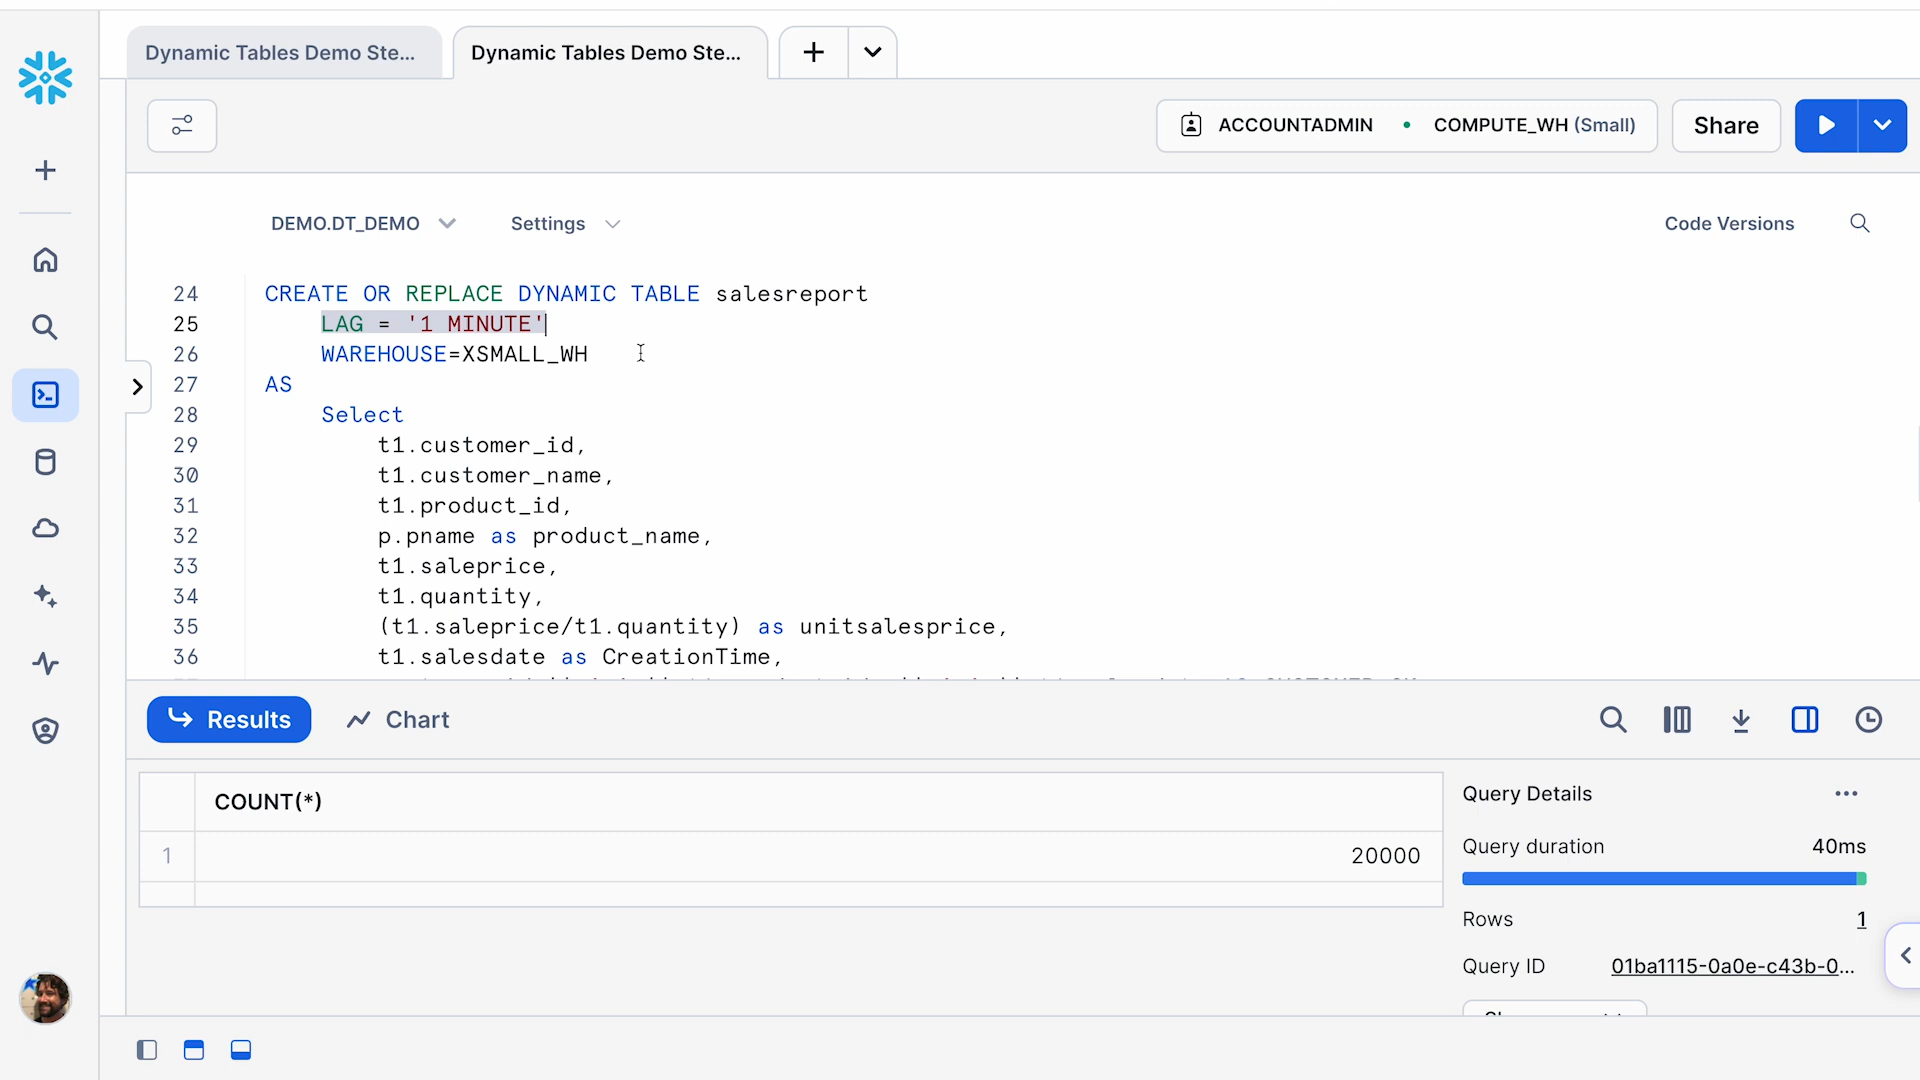 Dynamic Tables Demo Ste...
Dynamic Tables Demo Ste...
ACCOUNTADMIN • COMPUTE_WH (Small)
Share
DEMO.DT_DEMO
Settings
Code Versions
24 CREATE OR REPLACE DYNAMIC TABLE salesreport
25 LAG = '1 MINUTE'
26 WAREHOUSE=XSMALL_WH
27 AS
28 Select
29 t1.customer_id,
30 t1.customer_name,
31 t1.product_id,
32 p.pname as product_name,
33 t1.saleprice,
34 t1.quantity,
35 (t1.saleprice/t1.quantity) as unitsalesprice,
36 t1.salesdate as CreationTime,
Results
Chart
COUNT(*)
1 20000
Query Details
Query duration 40ms
Rows 1
Query ID 01ba1115-0a0e-c43b-0...